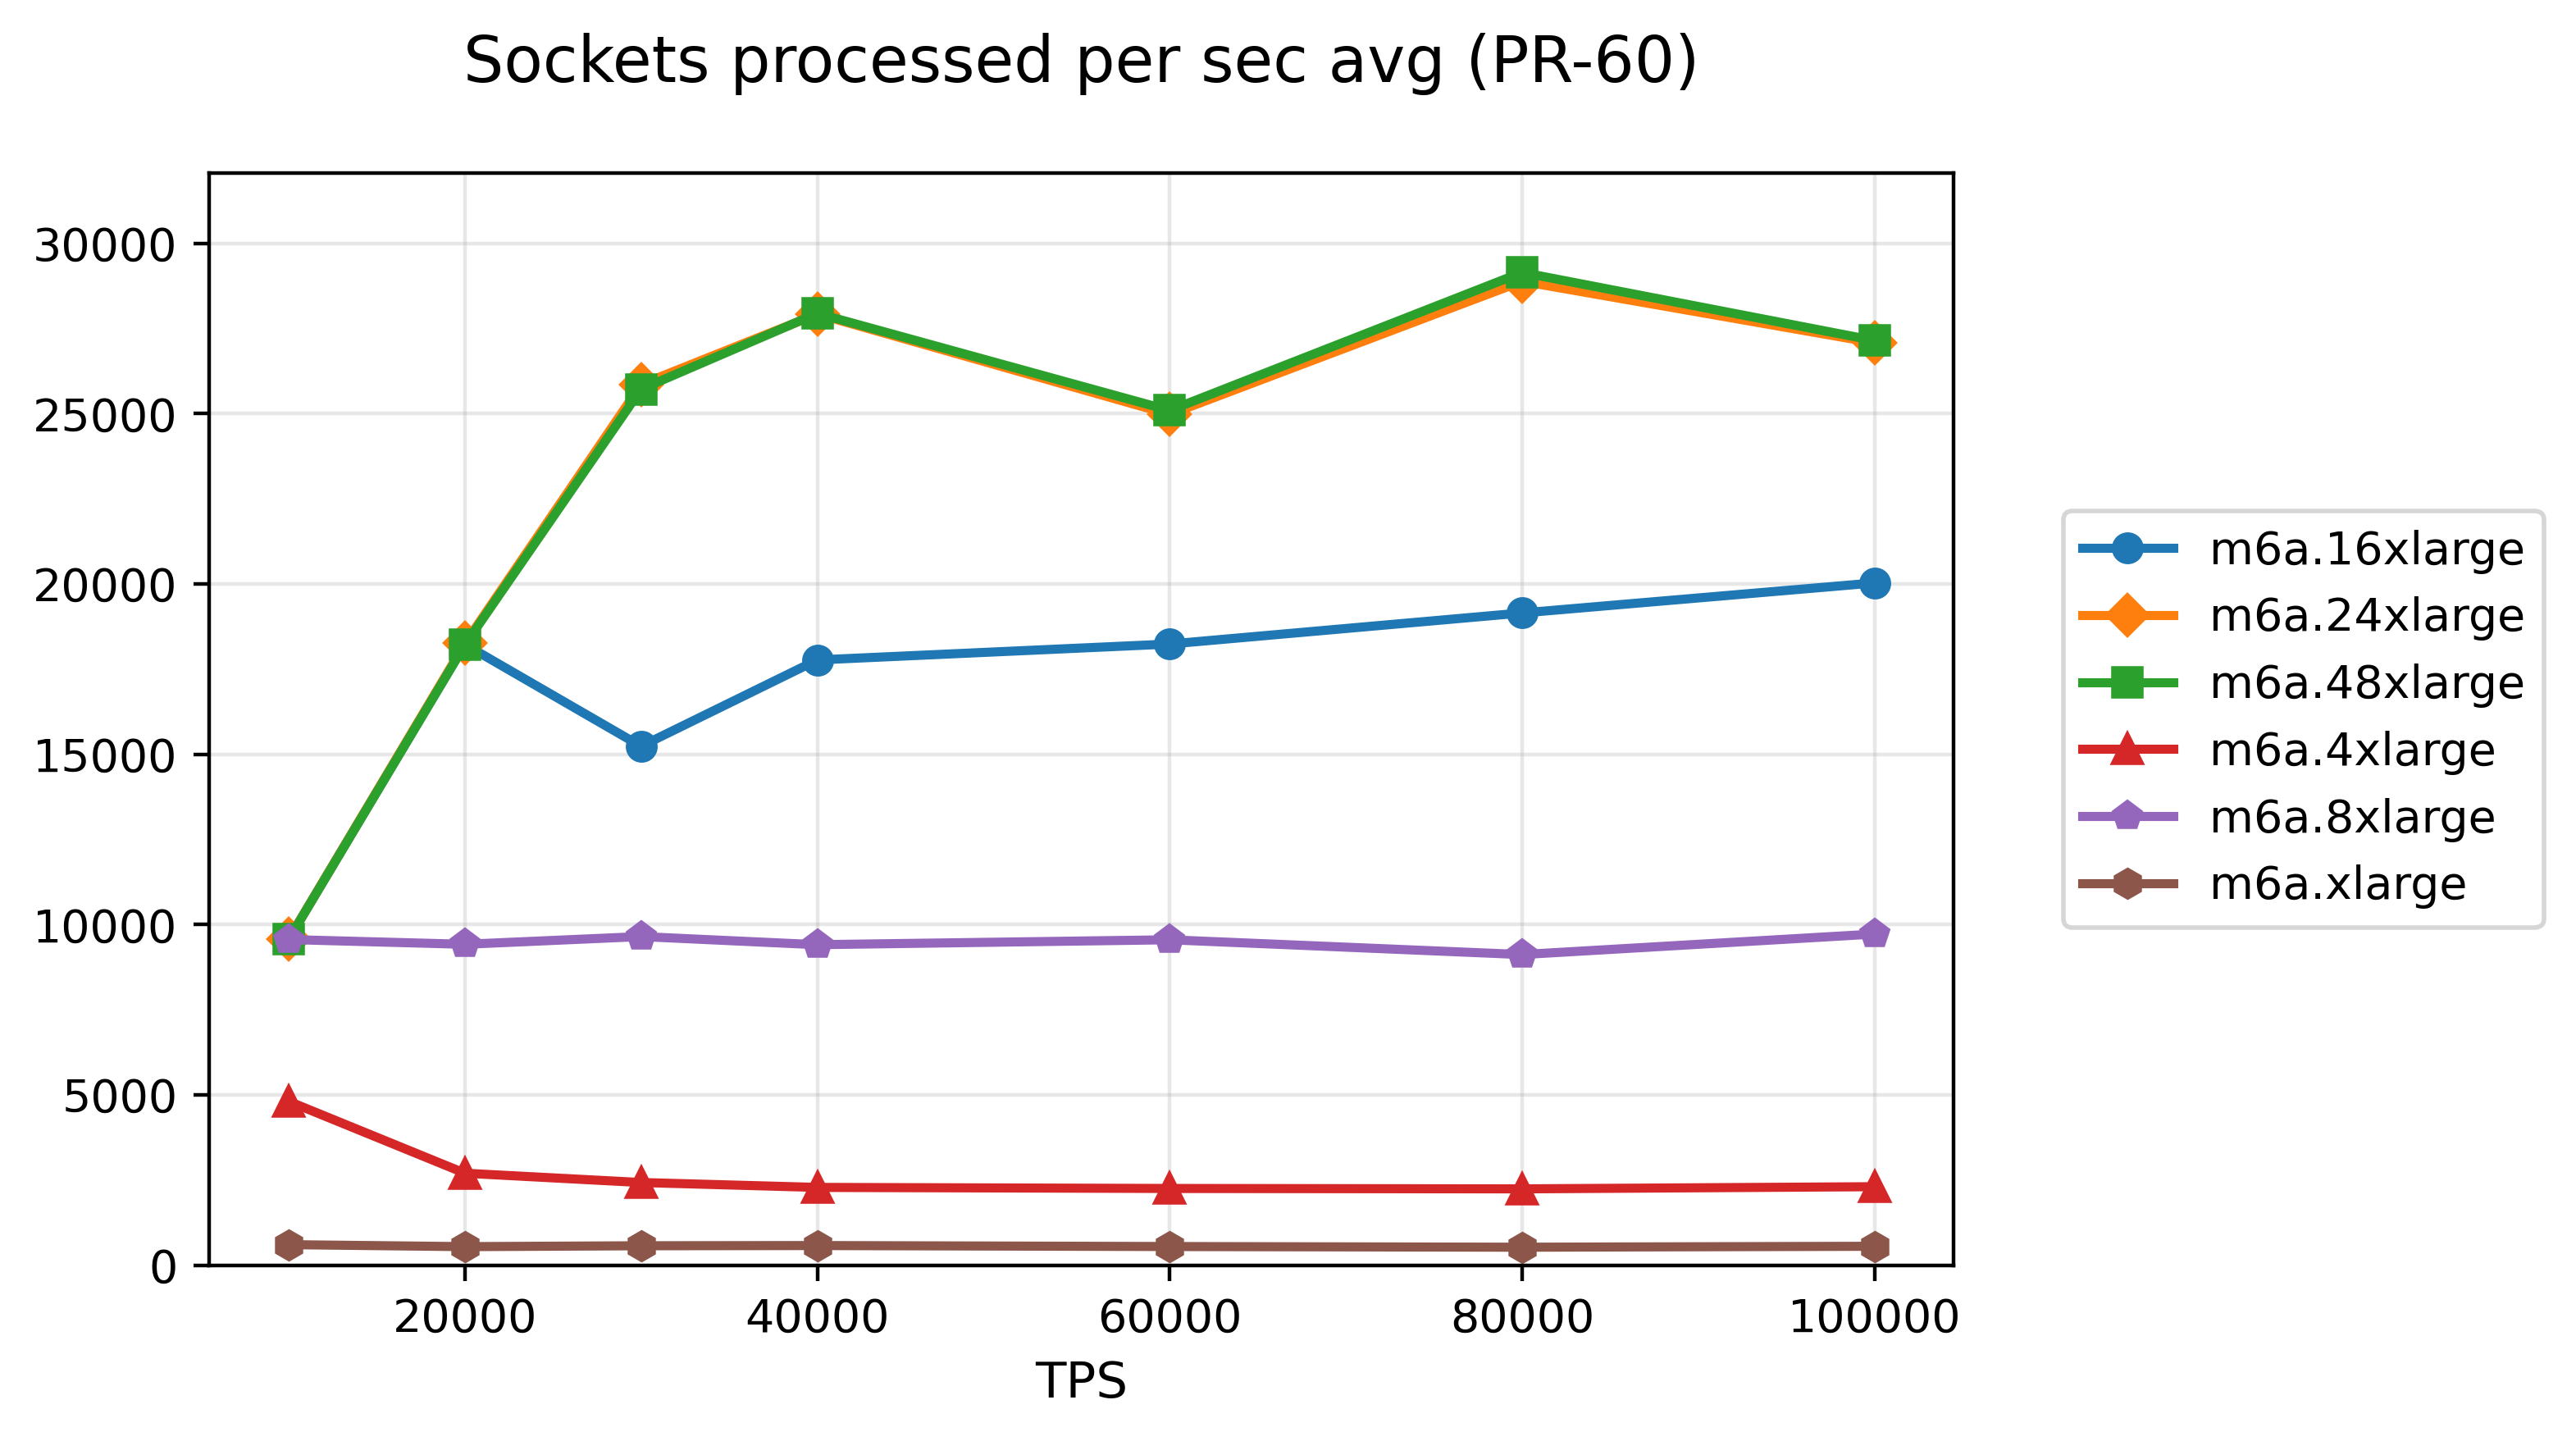 Sockets processed per sec avg (PR-60)
30000
25000
20000
15000
10000
5000
0
20000 40000 60000 80000 100000
TPS
m6a.16xlarge
m6a.24xlarge
m6a.48xlarge
m6a.4xlarge
m6a.8xlarge
m6a.xlarge